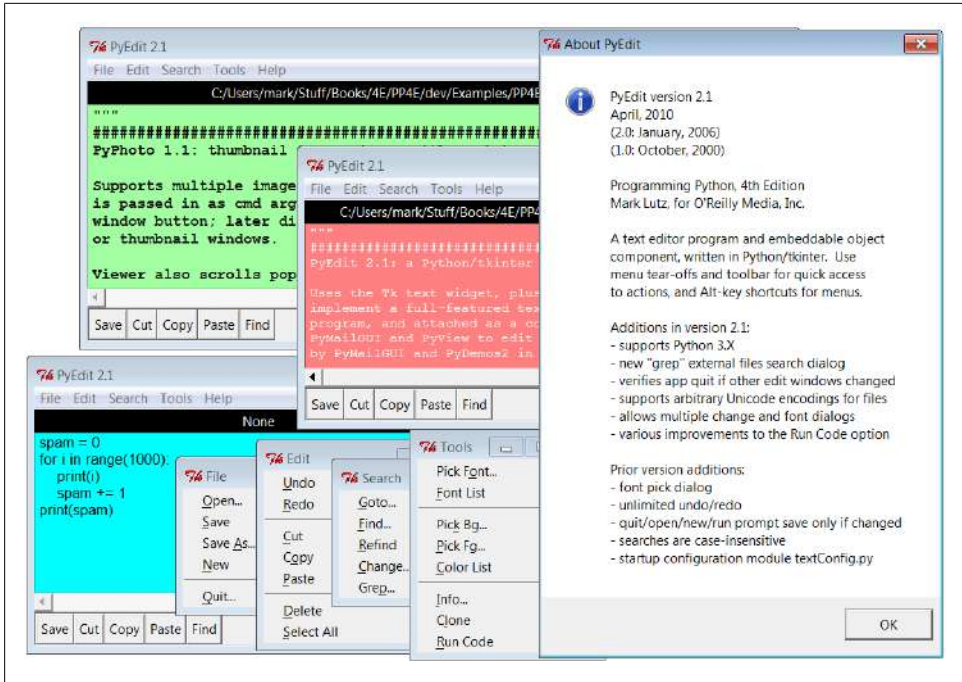 PyEdit 2.1
File Edit Search Tools Help
C:/Users/mark/Stuff/Books/4E/PP4E/dev/Examples/PP4E
"""
##################################################
PyPhoto 1.1: thumbnail
Supports multiple image
is passed in as cmd arg
window button; later di
or thumbnail windows.
Viewer also scrolls pop
Save Cut Copy Paste Find
PyEdit 2.1
File Edit Search Tools Help
C:/Users/mark/Stuff/Books/4E/PP4
"""
##############################
PyEdit 2.1: a Python/tkinter
Uses the Tk text widget, plus
implement a full-featured tex
program, and attached as a co
PyMailGUI and PyView to edit
by PyMailGUI and PyDemos2 in
Save Cut Copy Paste Find
PyEdit 2.1
File Edit Search Tools Help
None
spam = 0
for i in range(1000):
print(i)
spam += 1
print(spam)
Save Cut Copy Paste Find
File
Open...
Save
Save As...
New
Quit...
Edit
Undo
Redo
Cut
Copy
Paste
Delete
Select All
Search
Goto...
Find...
Refind
Change..
Grep...
Tools
Pick Font...
Font List
Pick Bg...
Pick Fg...
Color List
Info...
Clone
Run Code
About PyEdit
PyEdit version 2.1
April, 2010
(2.0: January, 2006)
(1.0: October, 2000)
Programming Python, 4th Edition
Mark Lutz, for O'Reilly Media, Inc.
A text editor program and embeddable object
component, written in Python/tkinter. Use
menu tear-offs and toolbar for quick access
to actions, and Alt-key shortcuts for menus.
Additions in version 2.1:
- supports Python 3.X
- new "grep" external files search dialog
- verifies app quit if other edit windows changed
- supports arbitrary Unicode encodings for files
- allows multiple change and font dialogs
- various improvements to the Run Code option
Prior version additions:
- font pick dialog
- unlimited undo/redo
- quit/open/new/run prompt save only if changed
- searches are case-insensitive
- startup configuration module textConfig.py
OK